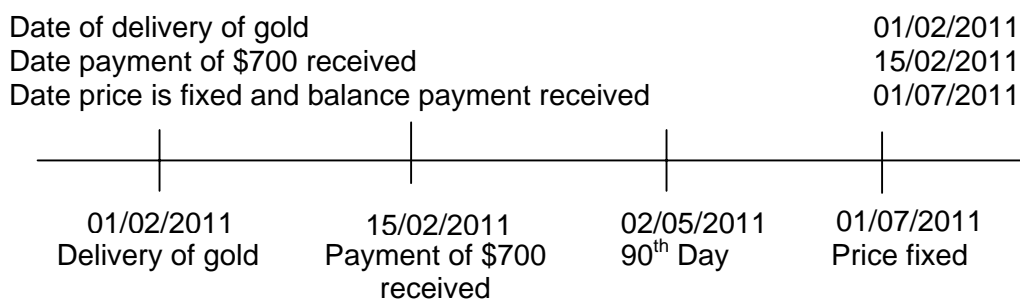 Date of delivery of gold 01/02/2011
Date payment of $700 received 15/02/2011
Date price is fixed and balance payment received 01/07/2011
01/02/2011 15/02/2011 02/05/2011 01/07/2011
Delivery of gold Payment of $700 90th Day Price fixed
received